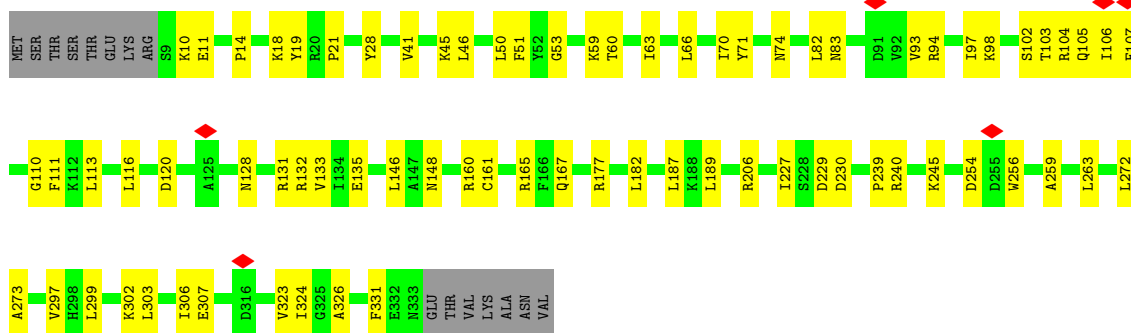 MET SER THR SER THR GLU LYS ARG S9 K10 E11 P14 K18 Y19 R20 P21 Y28 V41 K45 L46 L50 F51 Y52 G53 K59 T60 I63 L66 I70 Y71 N74 L82 N83 D91 V92 V93 R94 I97 K98 S102 T103 R104 Q105 I106
G110 F111 K112 L113 L116 D120 A125 N128 R131 R132 V133 I134 E135 L146 A147 N148 R160 C161 R165 F166 Q167 R177 L182 L187 K188 L189 R206 I227 S228 D229 D230 P239 R240 K245 D254 D255 W256 A259 L263 L272
A273 V297 H298 L299 K302 L303 I306 E307 D316 V323 I324 G325 A326 F331 E332 N333 GLU THR VAL LYS ALA ASN VAL